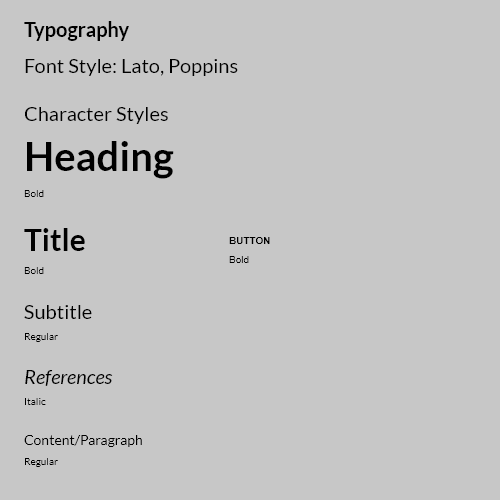 Typography
Font Style: Lato, Poppins
Character Styles
Heading
Bold
Title
Bold
BUTTON
Bold
Subtitle
Regular
References
Italic
Content/Paragraph
Regular